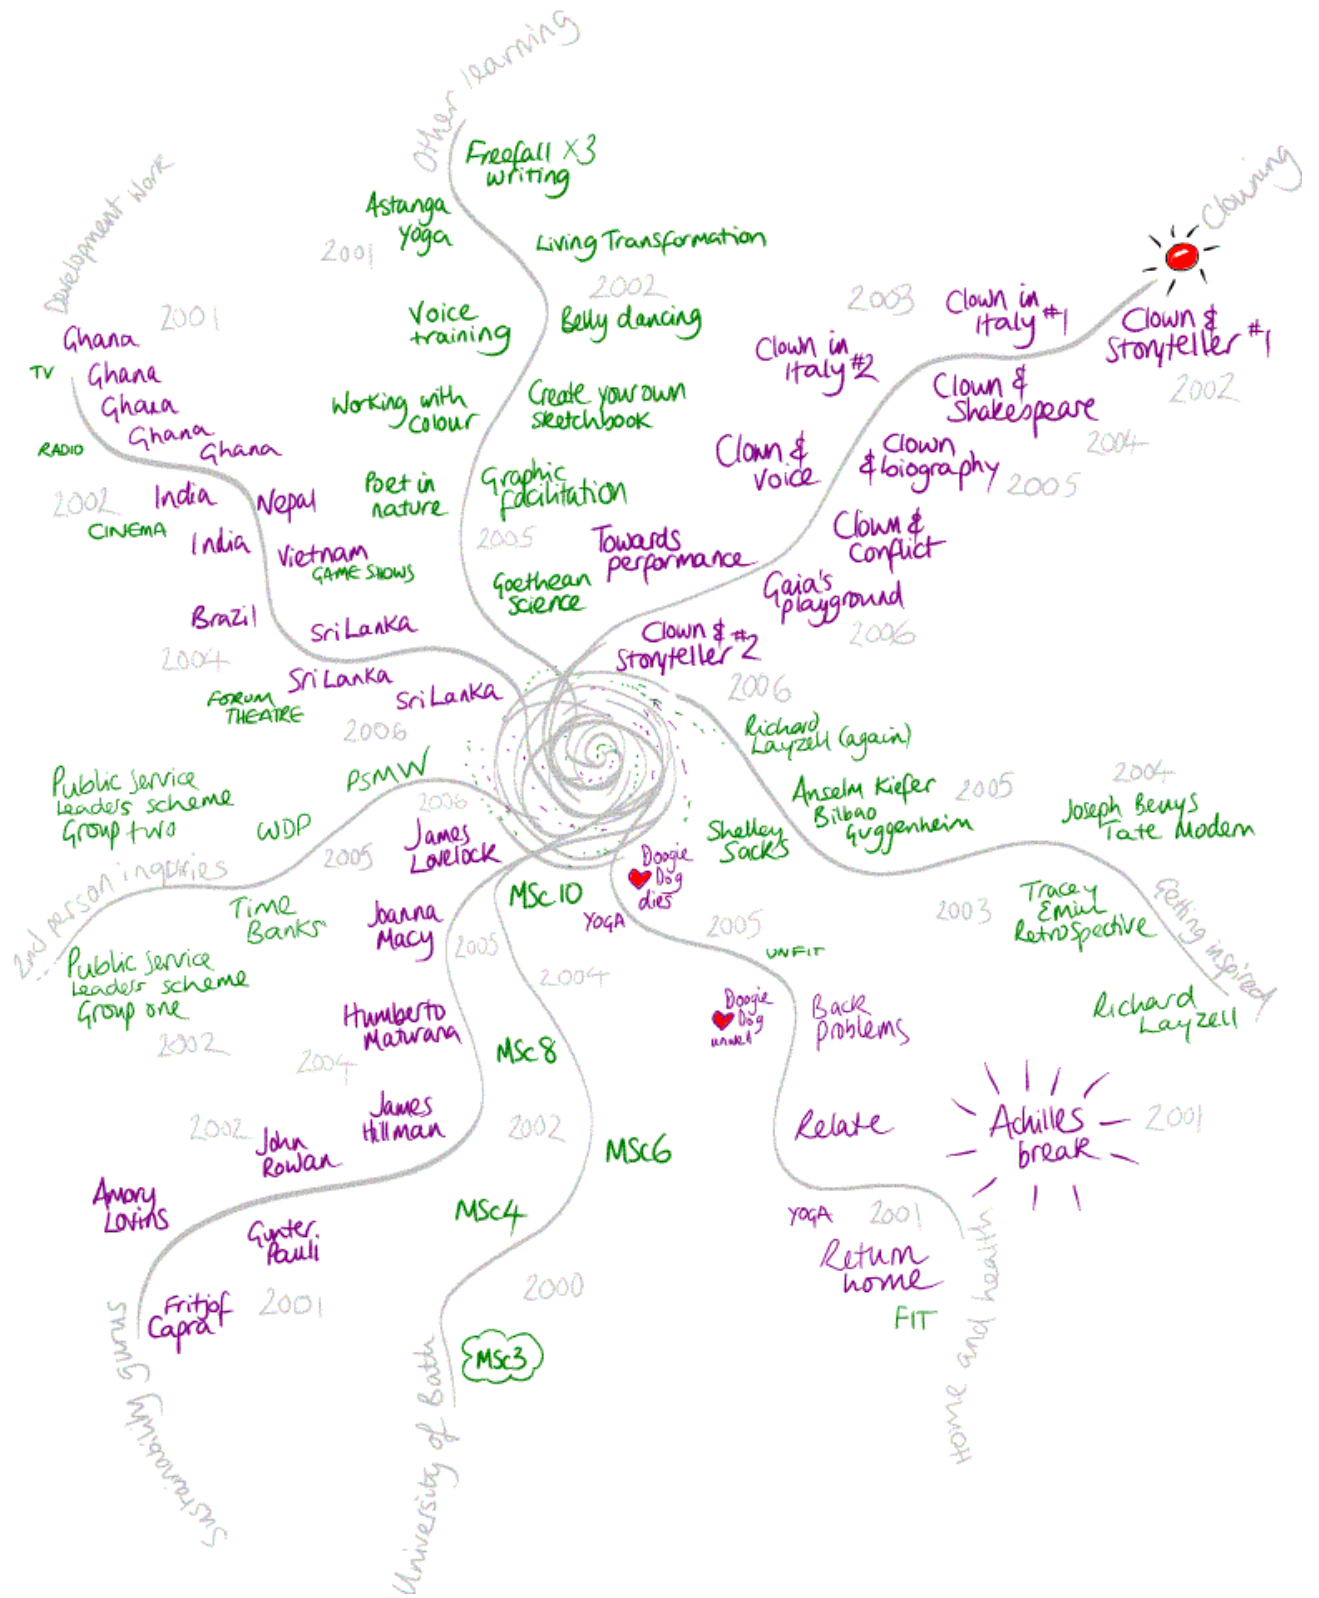 Other learning
Freefall x3
writing
Astanga
yoga
2001
Living Transformation
2002
Voice
training
Belly dancing
Working with
colour
Create your own
sketchbook
Poet in
nature
Graphic
facilitation
2005
Goethean
science
Clowning
Clown &
Storyteller #1
2002
Clown in
Italy #1
2003
Clown in
Italy #2
Clown &
Shakespeare
2004
Clown &
Voice
Clown
& biography
2005
Clown &
Conflict
Towards
performance
Gaia's
playground
2006
Clown &
Storyteller #2
Development Work
2001
Ghana
TV
Ghana
Ghana
Ghana
Ghana
RADIO
2002
CINEMA
India
Nepal
India
Vietnam
GAME SHOWS
Brazil
Sri Lanka
2004
Sri Lanka
Sri Lanka
FORUM
THEATRE
2006
2nd person inquiries
PSMW
2006
Public service
Leaders scheme
Group two
WDP
2005
Time
Banks
Public service
Leaders scheme
Group one
2002
Getting inspired
2006
Richard
Layzell (again)
Anselm Kiefer
Bilbao
Guggenheim
2005
Shelley
Sacks
2004
Joseph Beuys
Tate Modern
2003
Tracey
Emin
Retrospective
Richard
Layzell
2001
James
Lovelock
Joanna
Macy
2005
Humberto
Maturana
2004
James
Hillman
2002
John
Rowan
Amory
Lovins
Gunter
Pauli
Fritjof
Capra
2001
Sustainability gurus
MSc 10
2004
MSc 8
2002
MSc 6
MSc 4
2000
MSc 3
University of Bath
Doogie
Dog
dies
YOGA
2005
UNFIT
Doogie
Dog
Back
Problems
Relate
Achilles
break
YOGA
2001
Return
home
FIT
Home and health